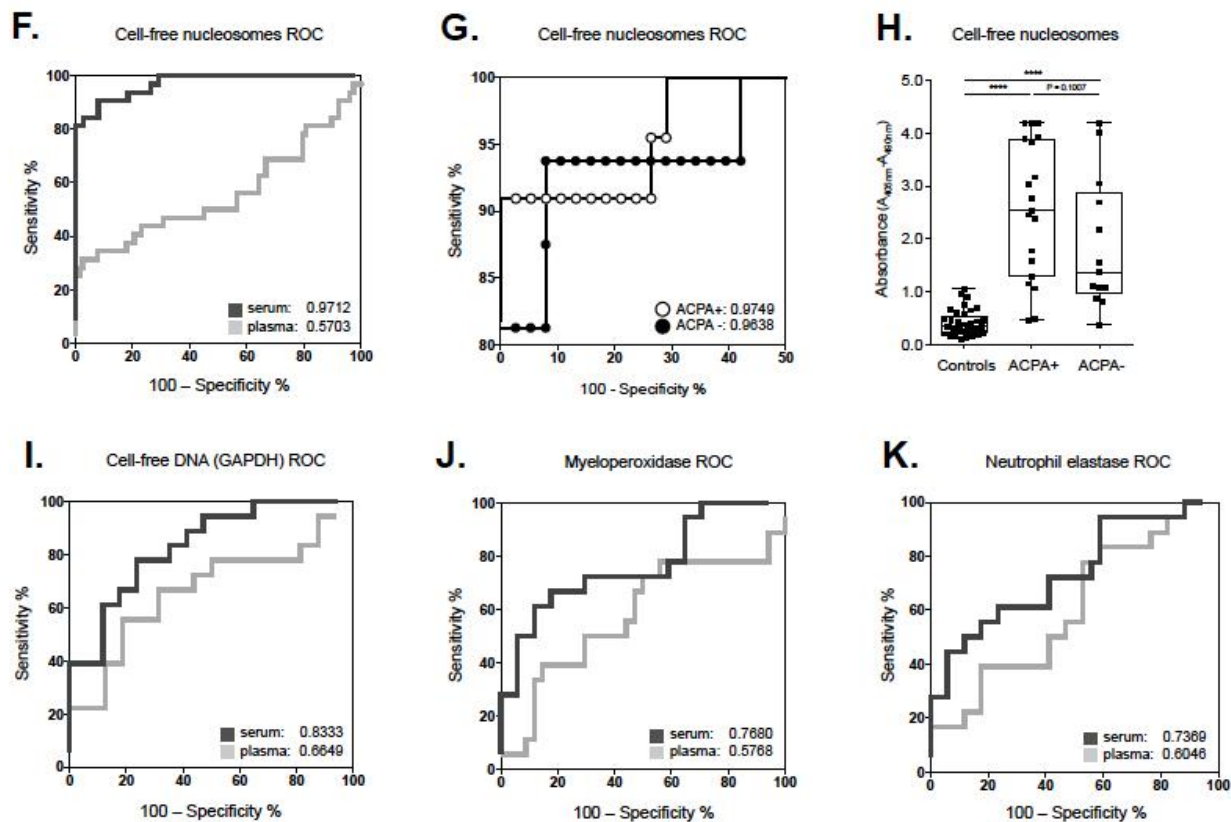 F.
Cell-free nucleosomes ROC
100
80
60
40
20
0
Sensitivity %
serum: 0.9712
plasma: 0.5703
0 20 40 60 80 100
100 – Specificity %
G.
Cell-free nucleosomes ROC
100
95
90
85
80
Sensitivity %
ACPA+: 0.9749
ACPA -: 0.9638
0 10 20 30 40 50
100 - Specificity %
H.
Cell-free nucleosomes
5.0
4.0
3.0
2.0
1.0
0.0
Absorbance (A405nm-A490nm)
****
**** P = 0.1007
Controls ACPA+ ACPA-
I.
Cell-free DNA (GAPDH) ROC
100
80
60
40
20
0
Sensitivity %
serum: 0.8333
plasma: 0.6649
0 20 40 60 80 100
100 – Specificity %
J.
Myeloperoxidase ROC
100
80
60
40
20
0
Sensitivity %
serum: 0.7680
plasma: 0.5768
0 20 40 60 80 100
100 – Specificity %
K.
Neutrophil elastase ROC
100
80
60
40
20
0
Sensitivity %
serum: 0.7369
plasma: 0.6046
0 20 40 60 80 100
100 – Specificity %